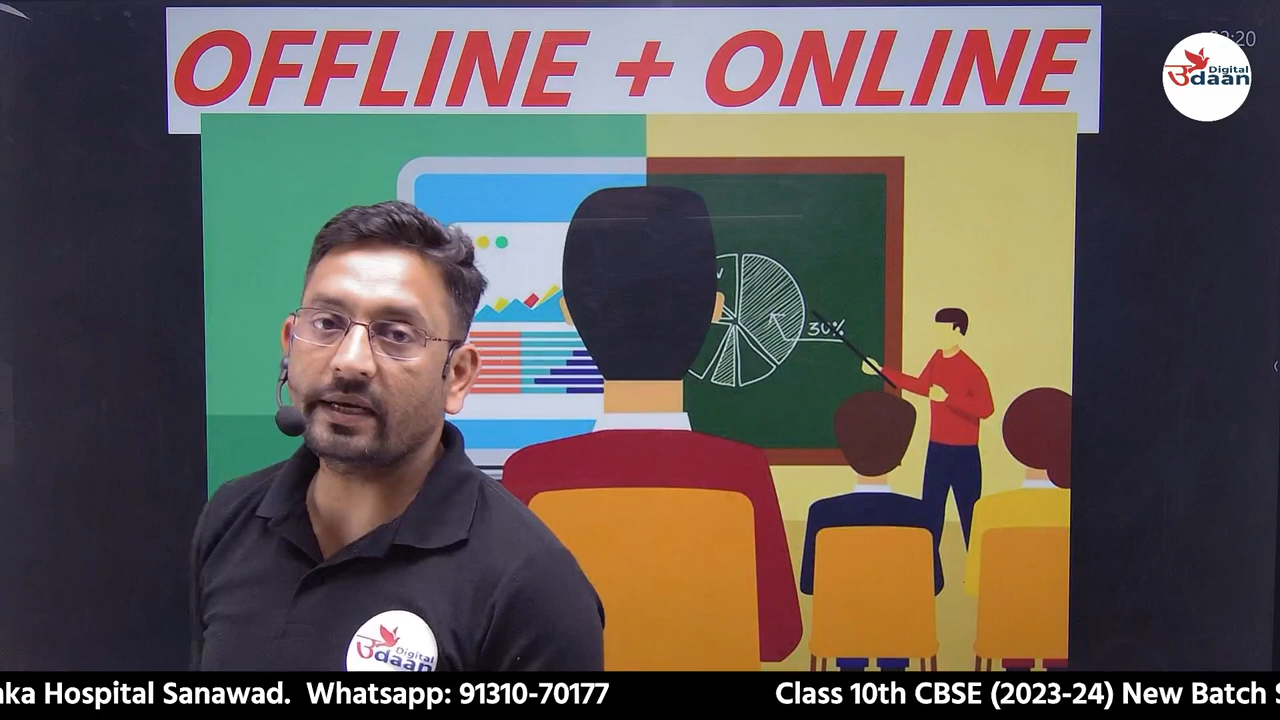 OFFLINE + ONLINE
Digital
उdaan
30%
Digital
उdaan
Hospital Sanawad. Whatsapp: 91310-70177
Class 10th CBSE (2023-24) New Batch